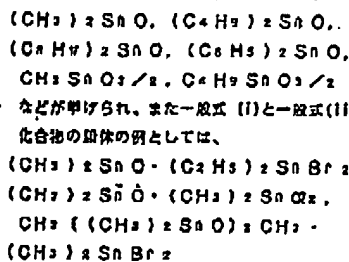 (CH3)2SnO, (C4H9)2SnO,
(C8H17)2SnO, (C6H5)2SnO,
CH3SnO3/2, C4H9SnO3/2
などが挙げられ、また一般式(i)と一般式(ii
化合物の錯体の例としては、
(CH3)2SnO・(C2H5)2SnBr2
(CH3)2SnO・(CH3)2SnCl2,
CH3{(CH3)2SnO}2CH3・
(CH3)2SnBr2